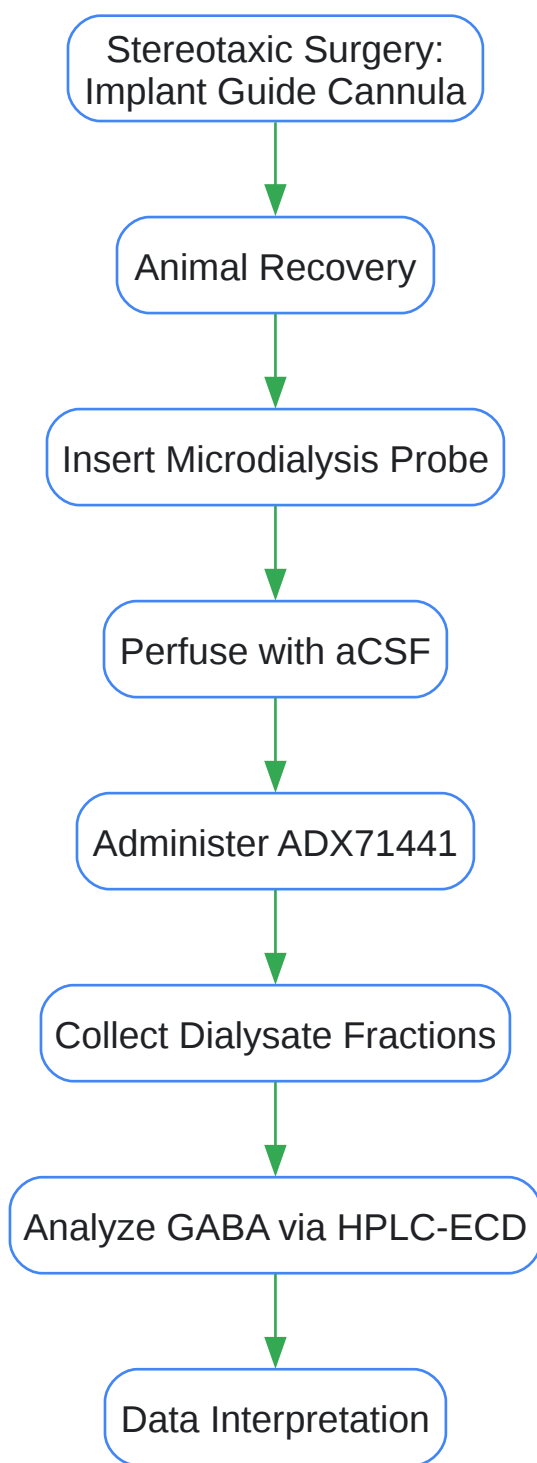 Stereotaxic Surgery:
Implant Guide Cannula
Animal Recovery
Insert Microdialysis Probe
Perfuse with aCSF
Administer ADX71441
Collect Dialysate Fractions
Analyze GABA via HPLC-ECD
Data Interpretation